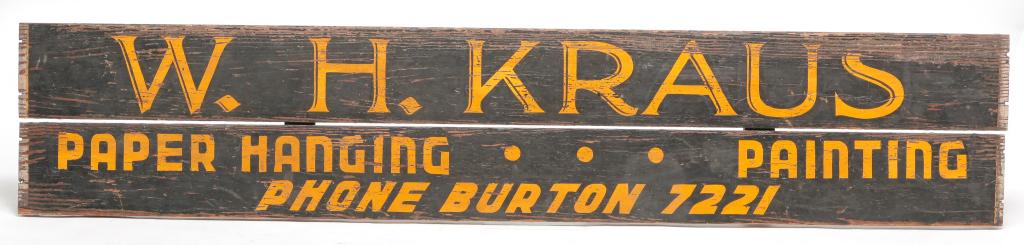 W. H. KRAUS
PAPER HANGING • • • PAINTING
PHONE BURTON 7221